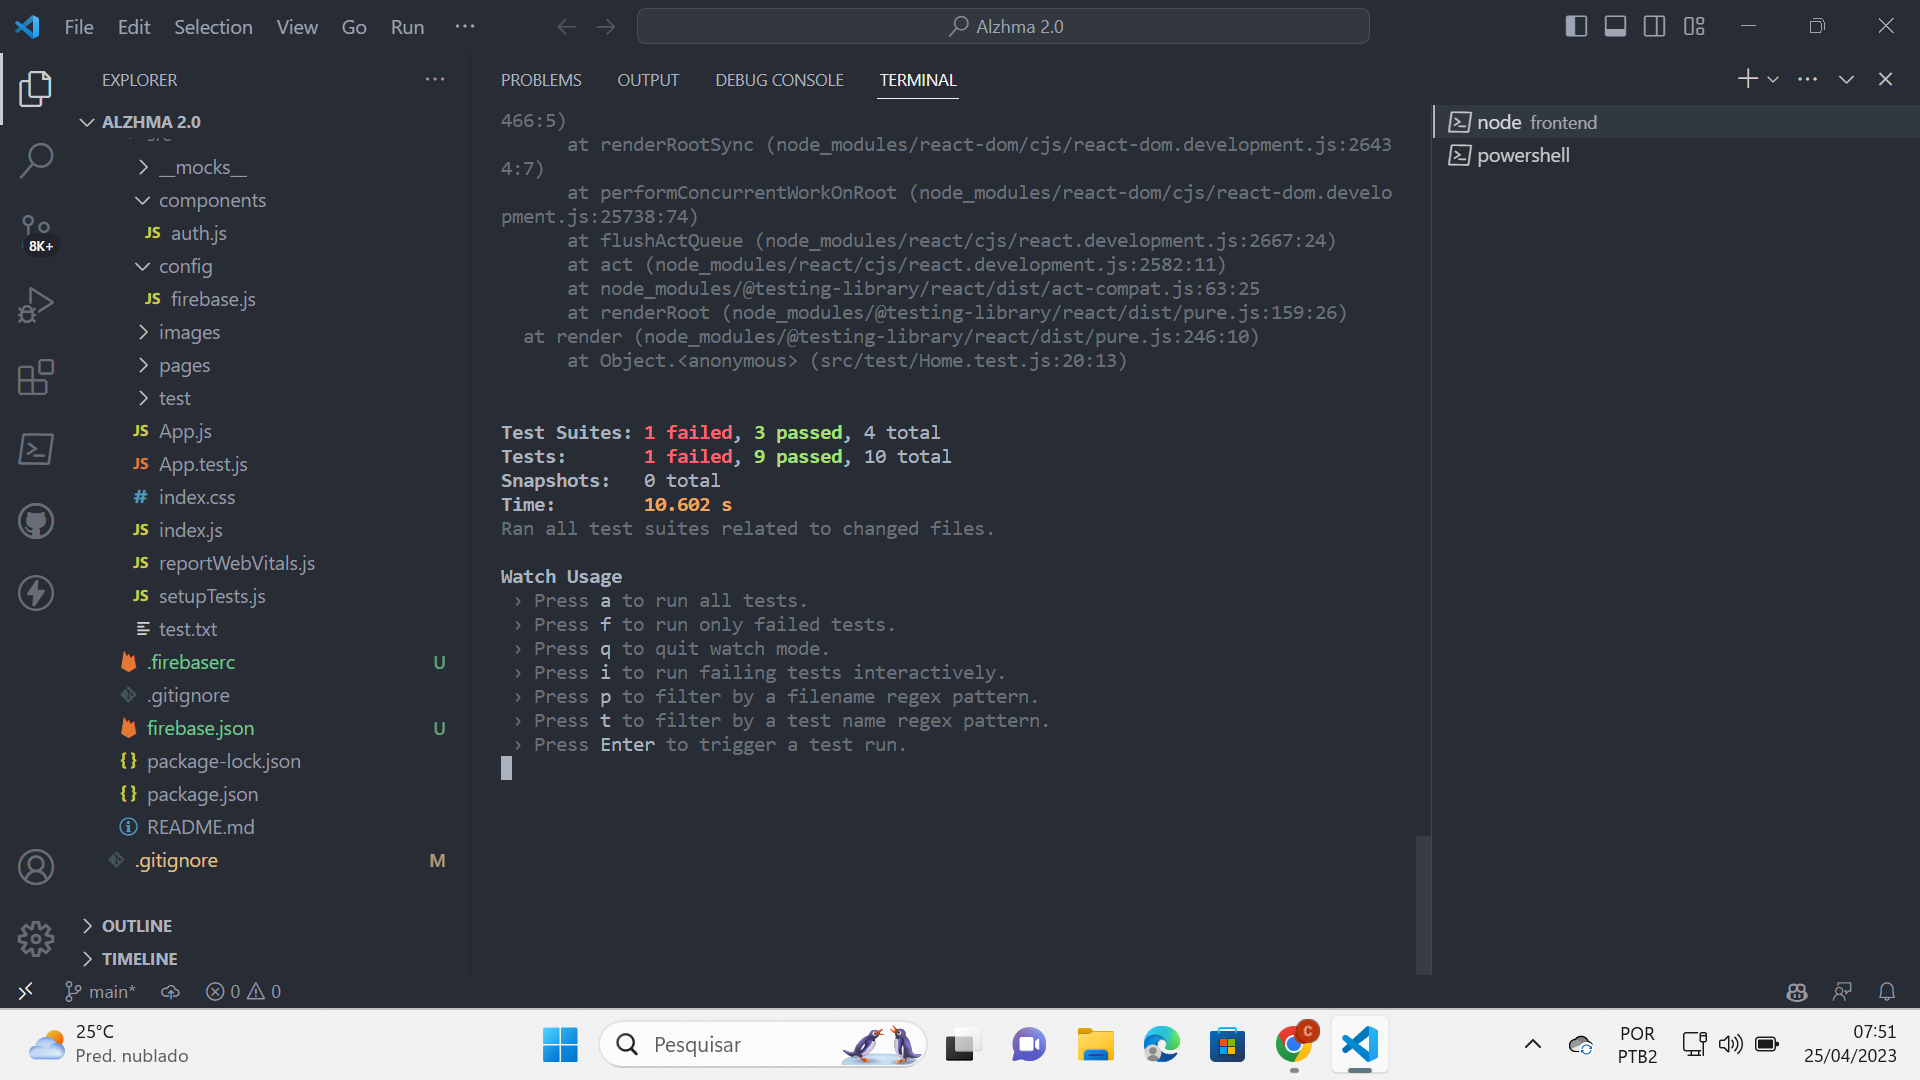 File Edit Selection View Go Run ···
Alzhma 2.0
EXPLORER
ALZHMA 2.0
src
__mocks__
components
JS auth.js
config
JS firebase.js
images
pages
test
JS App.js
JS App.test.js
# index.css
JS index.js
JS reportWebVitals.js
JS setupTests.js
test.txt
.firebaserc U
.gitignore
firebase.json U
{} package-lock.json
{} package.json
README.md
.gitignore M
OUTLINE
TIMELINE
8K+
PROBLEMS OUTPUT DEBUG CONSOLE TERMINAL
466:5)
at renderRootSync (node_modules/react-dom/cjs/react-dom.development.js:2643
4:7)
at performConcurrentWorkOnRoot (node_modules/react-dom/cjs/react-dom.develo
pment.js:25738:74)
at flushActQueue (node_modules/react/cjs/react.development.js:2667:24)
at act (node_modules/react/cjs/react.development.js:2582:11)
at node_modules/@testing-library/react/dist/act-compat.js:63:25
at renderRoot (node_modules/@testing-library/react/dist/pure.js:159:26)
at render (node_modules/@testing-library/react/dist/pure.js:246:10)
at Object.<anonymous> (src/test/Home.test.js:20:13)
Test Suites: 1 failed, 3 passed, 4 total
Tests: 1 failed, 9 passed, 10 total
Snapshots: 0 total
Time: 10.602 s
Ran all test suites related to changed files.
Watch Usage
› Press a to run all tests.
› Press f to run only failed tests.
› Press q to quit watch mode.
› Press i to run failing tests interactively.
› Press p to filter by a filename regex pattern.
› Press t to filter by a test name regex pattern.
› Press Enter to trigger a test run.
node frontend
powershell
main* 0 0
25°C
Pred. nublado
Pesquisar
C
POR
PTB2
07:51
25/04/2023